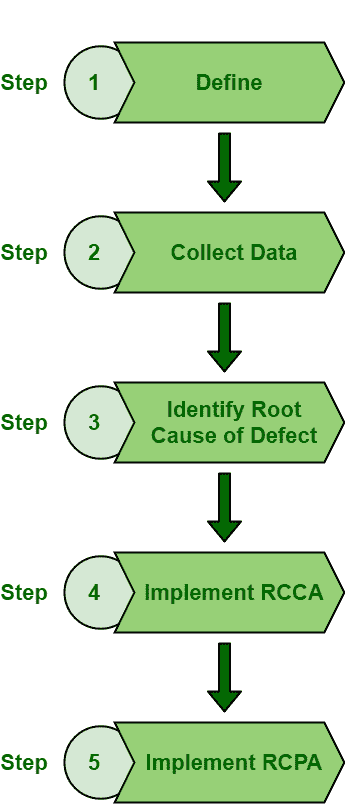 Step 1 Define
Step 2 Collect Data
Step 3 Identify Root
Cause of Defect
Step 4 Implement RCCA
Step 5 Implement RCPA